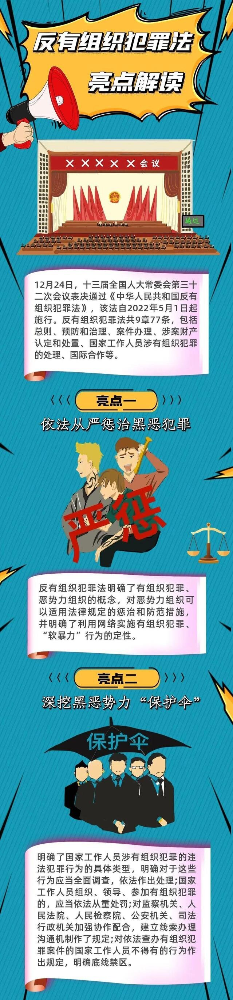 反有组织犯罪法
亮点解读
××××× 会议
通过
12月24日，十三届全国人大常委会第三十
二次会议表决通过《中华人民共和国反有
组织犯罪法》，该法自2022年5月1日起
施行。反有组织犯罪法共9章77条，包括
总则、预防和治理、案件办理、涉案财产
认定和处置、国家工作人员涉有组织犯罪
的处理、国际合作等。
亮点一
依法从严惩治黑恶犯罪
严惩
反有组织犯罪法明确了有组织犯罪、
恶势力组织的概念，对恶势力组织可
以适用法律规定的惩治和防范措施，
并明确了利用网络实施有组织犯罪、
“软暴力”行为的定性。
亮点二
深挖黑恶势力“保护伞”
保护伞
明确了国家工作人员涉有组织犯罪的违
法犯罪行为的具体类型，明确对于这些
行为应当全面调查，依法作出处理;国家
工作人员组织、领导、参加有组织犯罪
的，应当依法从重处罚;对监察机关、人
民法院、人民检察院、公安机关、司法
行政机关加强协作配合，建立线索办理
沟通机制作了规定;对依法查办有组织犯
罪案件的国家工作人员不得有的行为作
出规定，明确底线禁区。